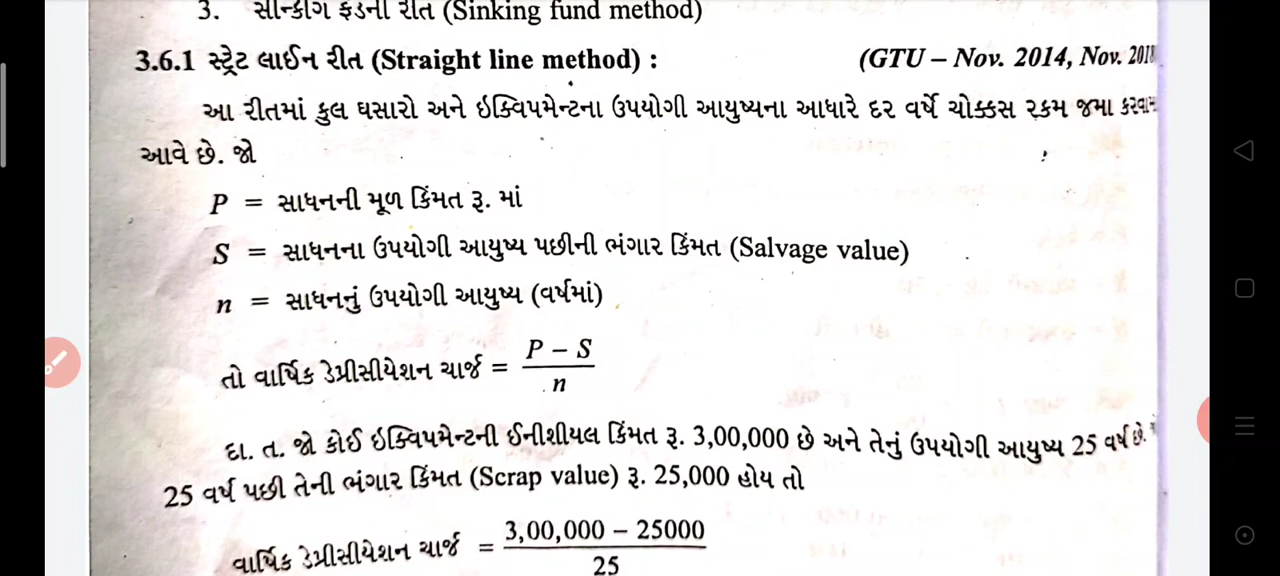 3. સીન્કીંગ ફંડની રીત (Sinking fund method)
3.6.1 સ્ટ્રેટ લાઈન રીત (Straight line method) : (GTU – Nov. 2014, Nov. 2018
આ રીતમાં કુલ ઘસારો અને ઇક્વિપમેન્ટના ઉપયોગી આયુષ્યના આધારે દર વર્ષે ચોક્કસ રકમ જમા
આવે છે. જો
P = સાધનની મૂળ કિંમત રૂ. માં
S = સાધનના ઉપયોગી આયુષ્ય પછીની ભંગાર કિંમત (Salvage value)
n = સાધનનું ઉપયોગી આયુષ્ય (વર્ષમાં)
તો વાર્ષિક ડેપ્રીસીયેશન ચાર્જ = P – S
n
દા. ત. જો કોઈ ઇક્વિપમેન્ટની ઈનીશીયલ કિંમત રૂ. 3,00,000 છે અને તેનું ઉપયોગી આયુષ્ય 25 વર્ષ છે.
25 વર્ષ પછી તેની ભંગાર કિંમત (Scrap value) રૂ. 25,000 હોય તો
વાર્ષિક ડેપ્રીસીયેશન ચાર્જ = 3,00,000 – 25000
25